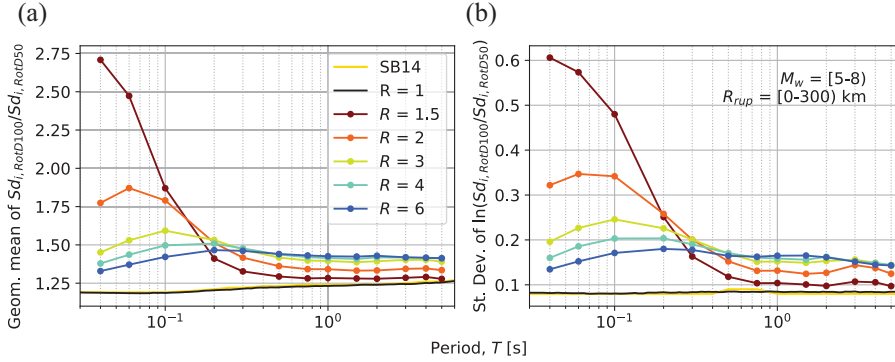 (a)
Geom. mean of Sd_{i, RotD100}/Sd_{i, RotD50}
2.75
2.50
2.25
2.00
1.75
1.50
1.25
SB14
R = 1
R = 1.5
R = 2
R = 3
R = 4
R = 6
10^{-1}
10^{0}
(b)
St. Dev. of ln(Sd_{i, RotD100}/Sd_{i, RotD50})
0.6
0.5
0.4
0.3
0.2
0.1
M_w = [5-8)
R_{rup} = [0-300) km
10^{-1}
10^{0}
Period, T [s]